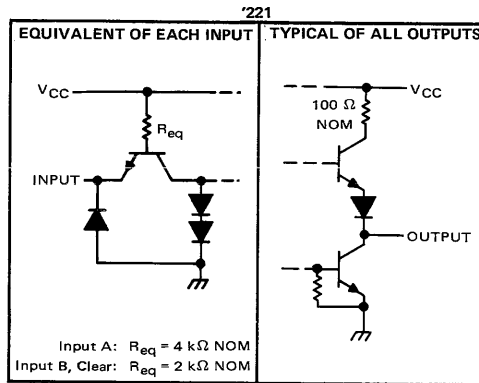 '221
EQUIVALENT OF EACH INPUT
VCC
Req
INPUT
Input A: Req = 4 kΩ NOM
Input B, Clear: Req = 2 kΩ NOM
TYPICAL OF ALL OUTPUTS
VCC
100 Ω
NOM
OUTPUT